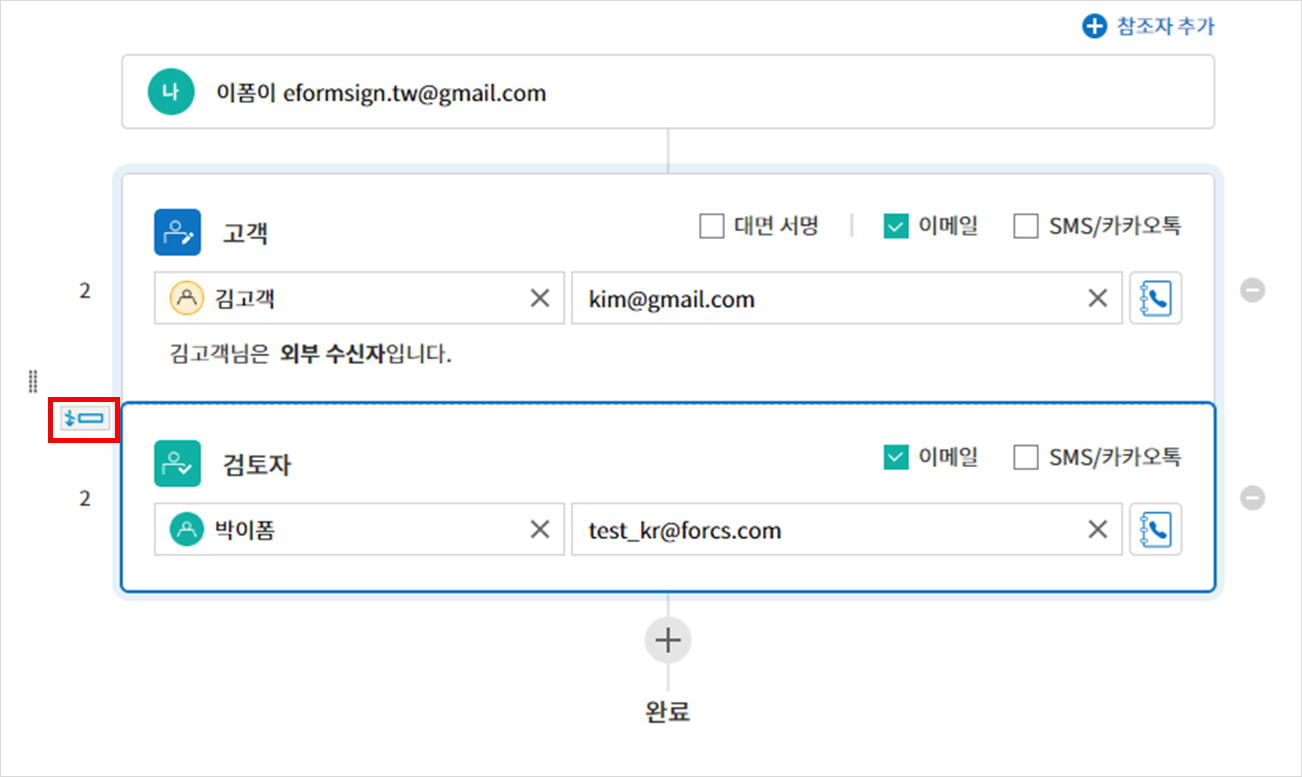 참조자 추가
나 이폼이 eformsign.tw@gmail.com
고객 대면 서명 이메일 SMS/카카오톡
2 김고객 kim@gmail.com
김고객님은 외부 수신자입니다.
검토자 이메일 SMS/카카오톡
2 박이폼 test_kr@forcs.com
완료